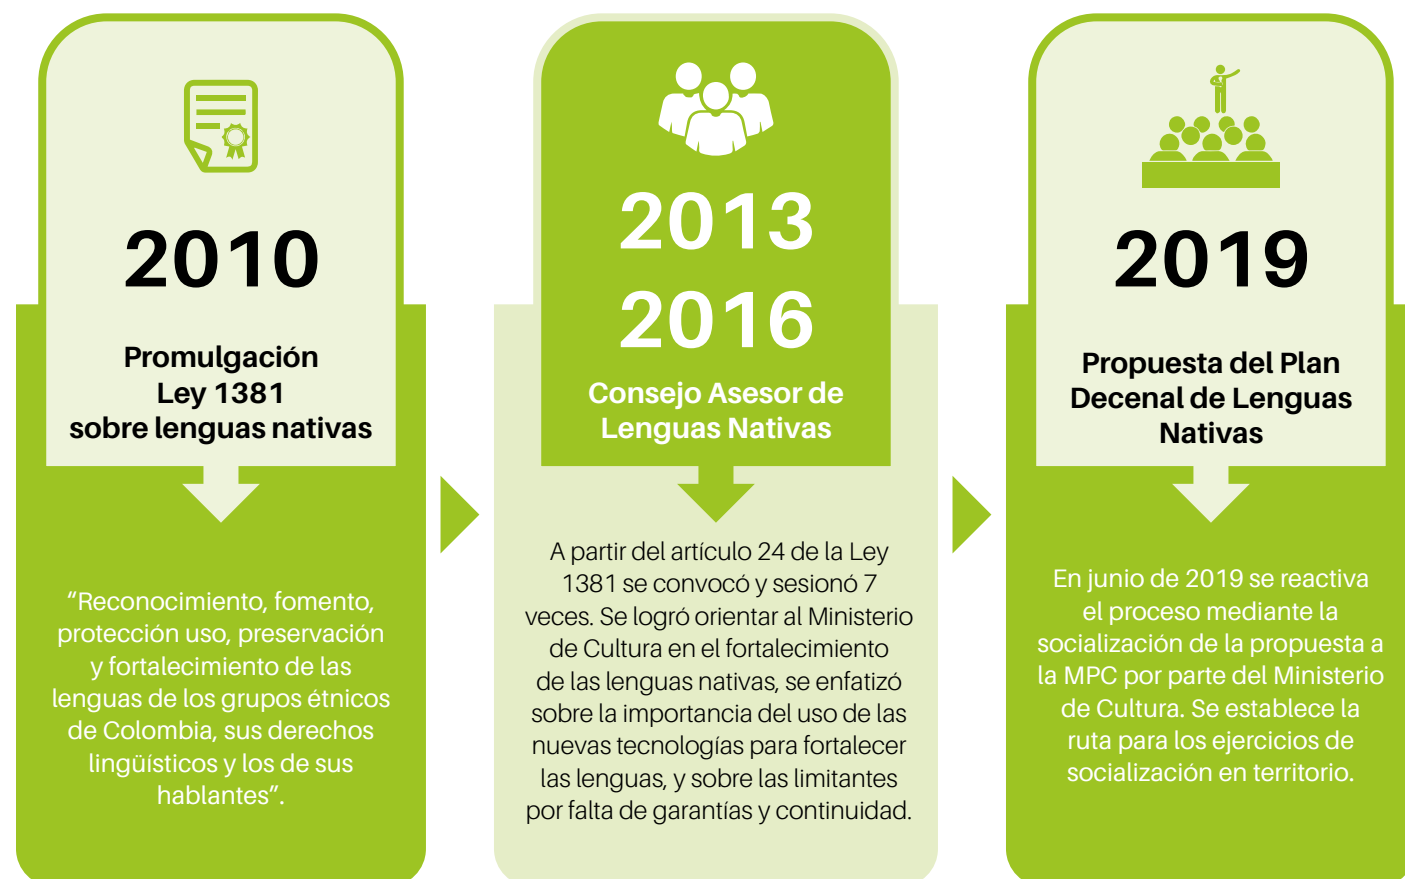 2010
Promulgación
Ley 1381
sobre lenguas nativas
“Reconocimiento, fomento,
protección uso, preservación
y fortalecimiento de las
lenguas de los grupos étnicos
de Colombia, sus derechos
lingüísticos y los de sus
hablantes”.
2013
2016
Consejo Asesor de
Lenguas Nativas
A partir del artículo 24 de la Ley
1381 se convocó y sesionó 7
veces. Se logró orientar al Ministerio
de Cultura en el fortalecimiento
de las lenguas nativas, se enfatizó
sobre la importancia del uso de las
nuevas tecnologías para fortalecer
las lenguas, y sobre las limitantes
por falta de garantías y continuidad.
2019
Propuesta del Plan
Decenal de Lenguas
Nativas
En junio de 2019 se reactiva
el proceso mediante la
socialización de la propuesta a
la MPC por parte del Ministerio
de Cultura. Se establece la
ruta para los ejercicios de
socialización en territorio.